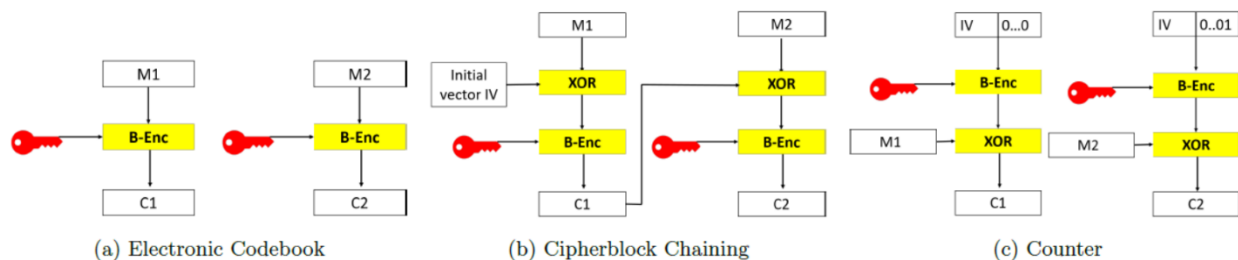 M1
M2
B-Enc
B-Enc
C1
C2
(a) Electronic Codebook
M1
M2
Initial
vector IV
XOR
XOR
B-Enc
B-Enc
C1
C2
(b) Cipherblock Chaining
IV 0...0
IV 0..01
B-Enc
B-Enc
M1
XOR
M2
XOR
C1
C2
(c) Counter